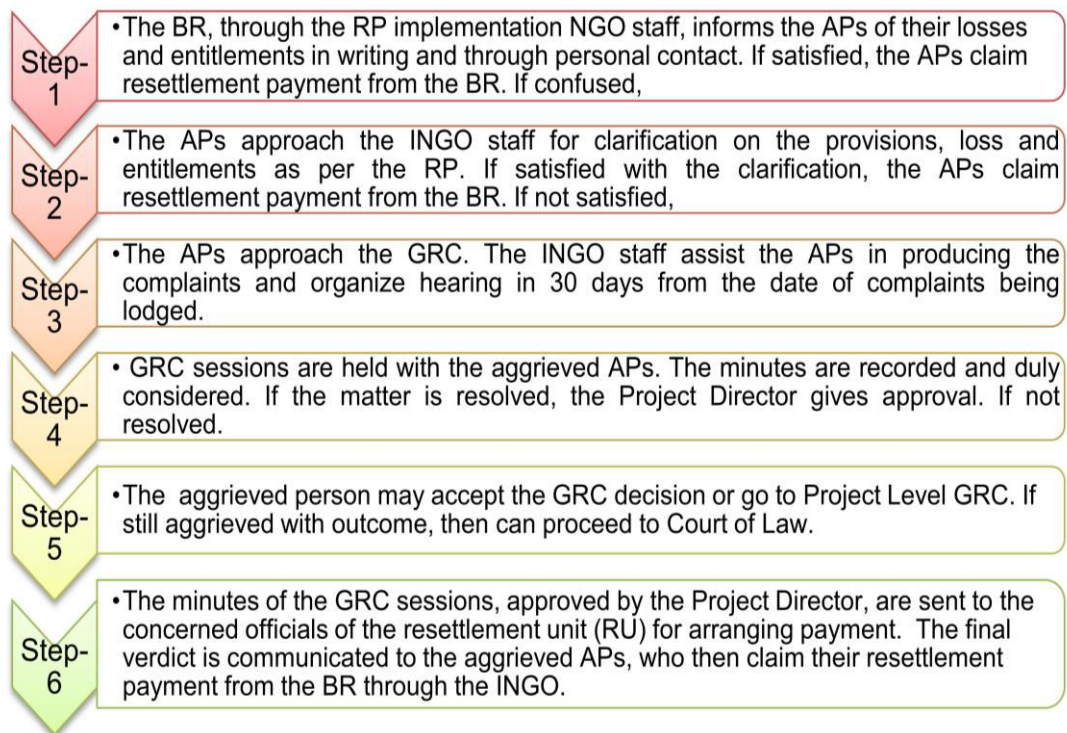 Step-
1
•The BR, through the RP implementation NGO staff, informs the APs of their losses
and entitlements in writing and through personal contact. If satisfied, the APs claim
resettlement payment from the BR. If confused,
Step-
2
•The APs approach the INGO staff for clarification on the provisions, loss and
entitlements as per the RP. If satisfied with the clarification, the APs claim
resettlement payment from the BR. If not satisfied,
Step-
3
•The APs approach the GRC. The INGO staff assist the APs in producing the
complaints and organize hearing in 30 days from the date of complaints being
lodged.
Step-
4
• GRC sessions are held with the aggrieved APs. The minutes are recorded and duly
considered. If the matter is resolved, the Project Director gives approval. If not
resolved.
Step-
5
•The aggrieved person may accept the GRC decision or go to Project Level GRC. If
still aggrieved with outcome, then can proceed to Court of Law.
Step-
6
•The minutes of the GRC sessions, approved by the Project Director, are sent to the
concerned officials of the resettlement unit (RU) for arranging payment. The final
verdict is communicated to the aggrieved APs, who then claim their resettlement
payment from the BR through the INGO.